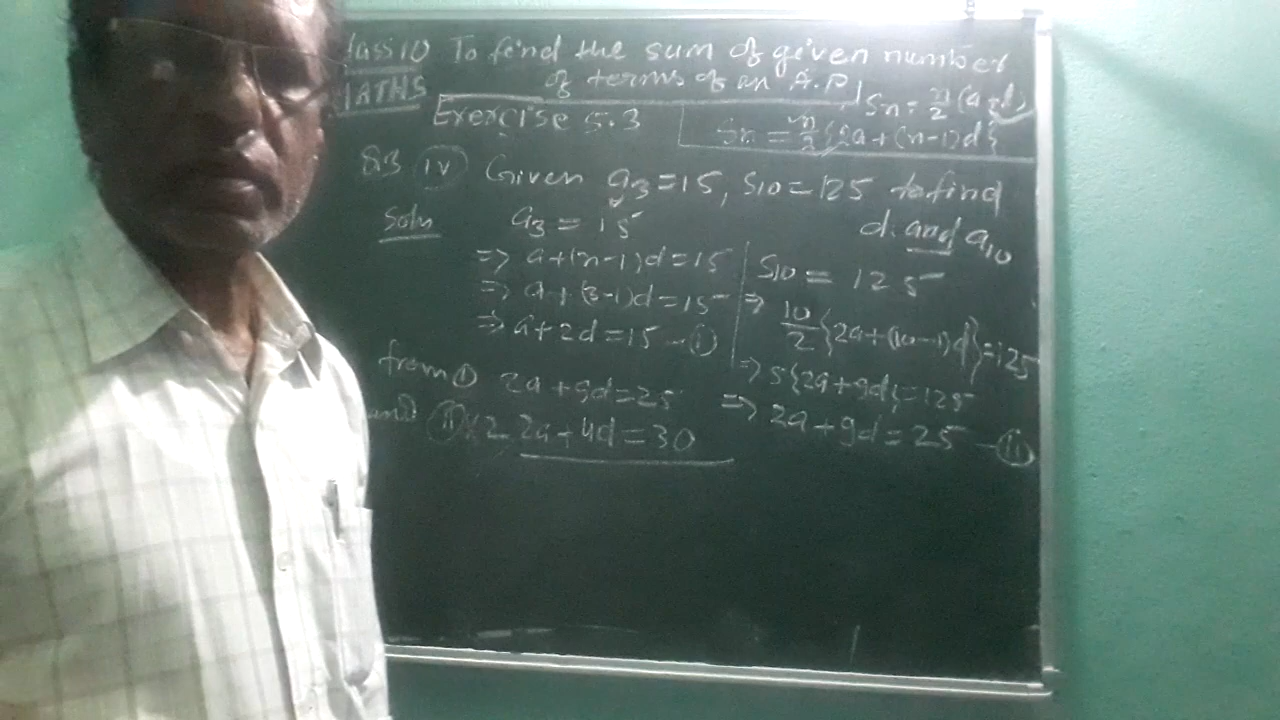 lass 10 To find the sum of given number
MATHS of terms of an A.P.
Sn = n/2 (a + l)
Exercise 5.3
Sn = n/2 {2a + (n-1)d}
Q3 (iv) Given a3 = 15, S10 = 125 to find
d and a10
Soln a3 = 15
⇒ a + (n-1)d = 15
⇒ a + (3-1)d = 15
⇒ a + 2d = 15 - (i)
S10 = 125
⇒ 10/2 {2a + (10-1)d} = 125
⇒ 5{2a + 9d} = 125
⇒ 2a + 9d = 25 - (ii)
from (i) 2a + 9d = 25
and (ii) x 2 2a + 4d = 30